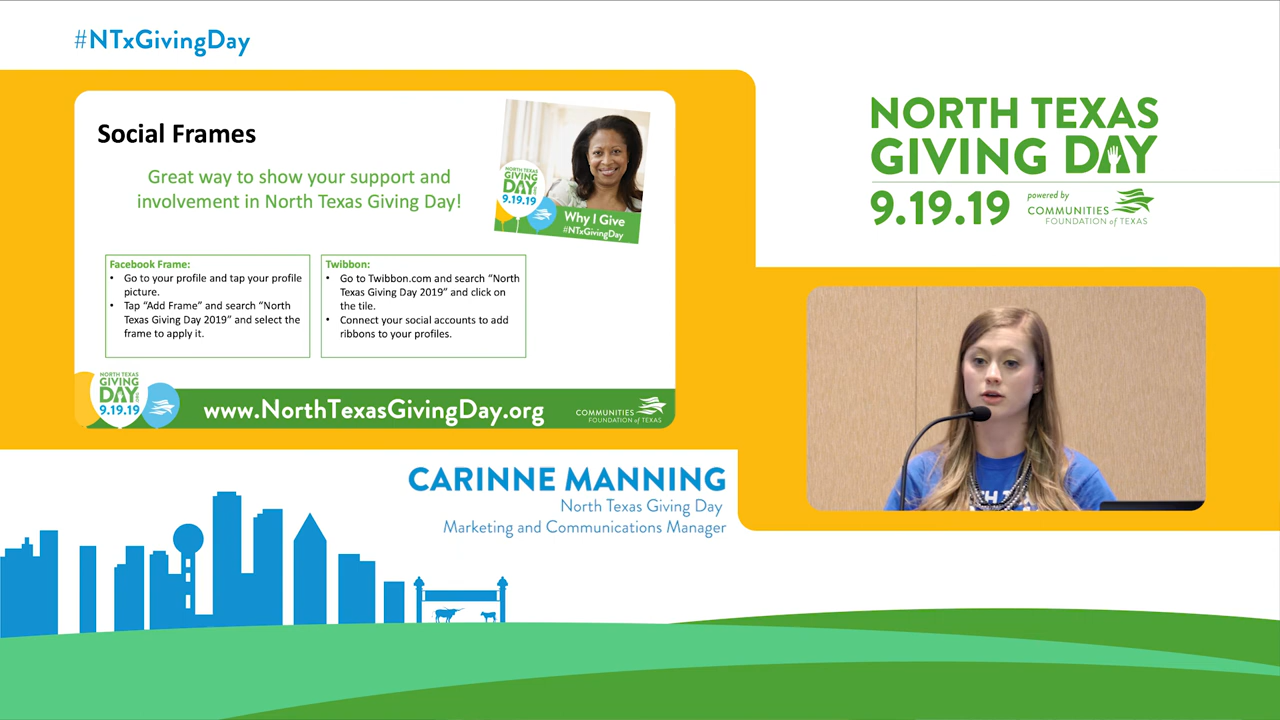 #NTxGivingDay
Social Frames
Great way to show your support and
involvement in North Texas Giving Day!
NORTH TEXAS
GIVING
DAY
9.19.19
Why I Give
#NTxGivingDay
Facebook Frame:
• Go to your profile and tap your profile
picture.
• Tap “Add Frame” and search “North
Texas Giving Day 2019” and select the
frame to apply it.
Twibbon:
• Go to Twibbon.com and search “North
Texas Giving Day 2019” and click on
the tile.
• Connect your social accounts to add
ribbons to your profiles.
NORTH TEXAS
GIVING
DAY
9.19.19
www.NorthTexasGivingDay.org
COMMUNITIES
FOUNDATION of TEXAS
NORTH TEXAS
GIVING DAY
9.19.19
powered by
COMMUNITIES
FOUNDATION of TEXAS
CARINNE MANNING
North Texas Giving Day
Marketing and Communications Manager